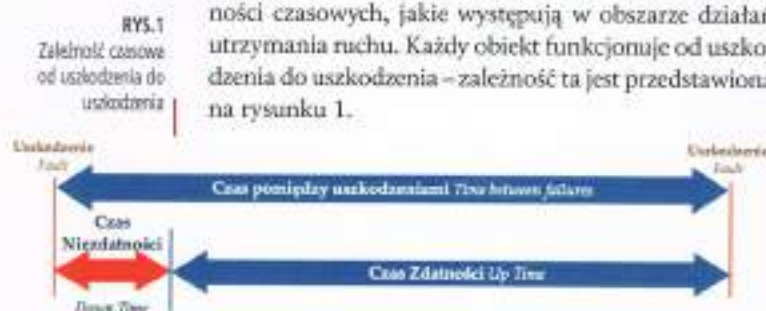 RYS.1
Zależność czasowa
od uszkodzenia do
uszkodzenia
ności czasowych, jakie występują w obszarze działań
utrzymania ruchu. Każdy obiekt funkcjonuje od uszko
dzenia do uszkodzenia – zależność ta jest przedstawiona
na rysunku 1.
Uszkodzenie
Fault
Uszkodzenie
Fault
Czas pomiędzy uszkodzeniami Time between failures
Czas
Niezdatności
Czas Zdatności Up Time
Down Time